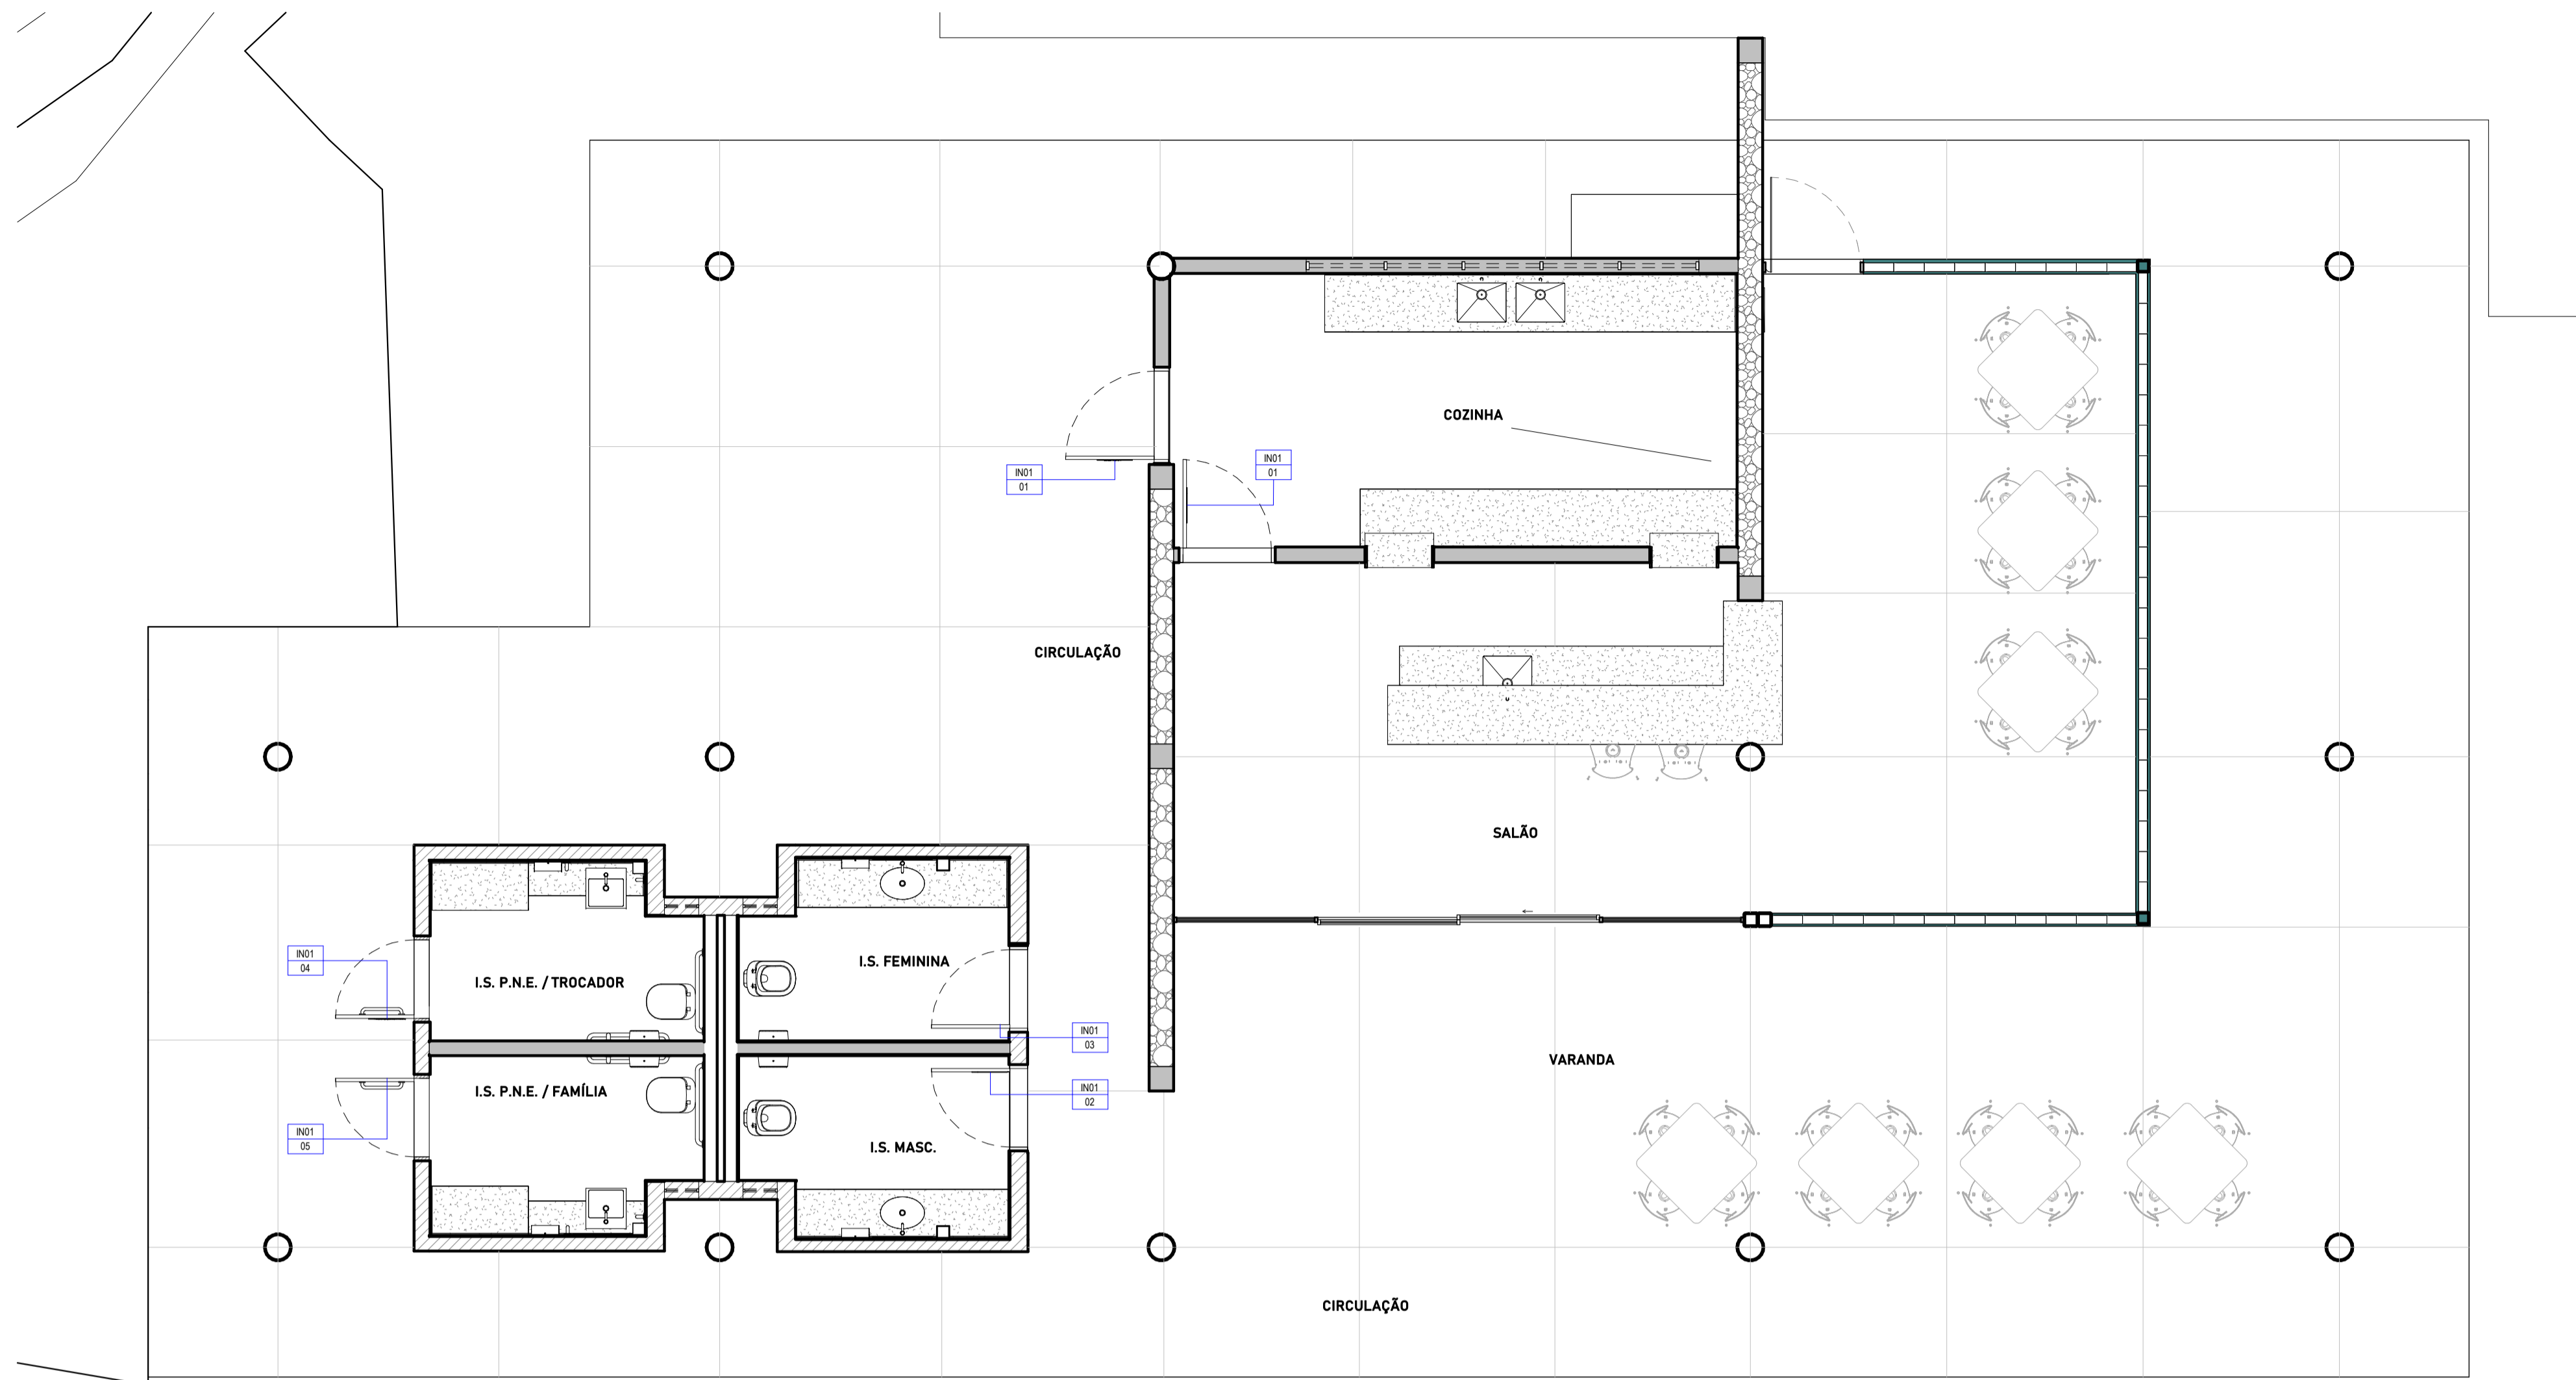 COZINHA
IN01
01
IN01
01
CIRCULAÇÃO
SALÃO
IN01
04
I.S. P.N.E. / TROCADOR
I.S. FEMININA
IN01
03
VARANDA
I.S. P.N.E. / FAMÍLIA
IN01
02
IN01
05
I.S. MASC.
CIRCULAÇÃO